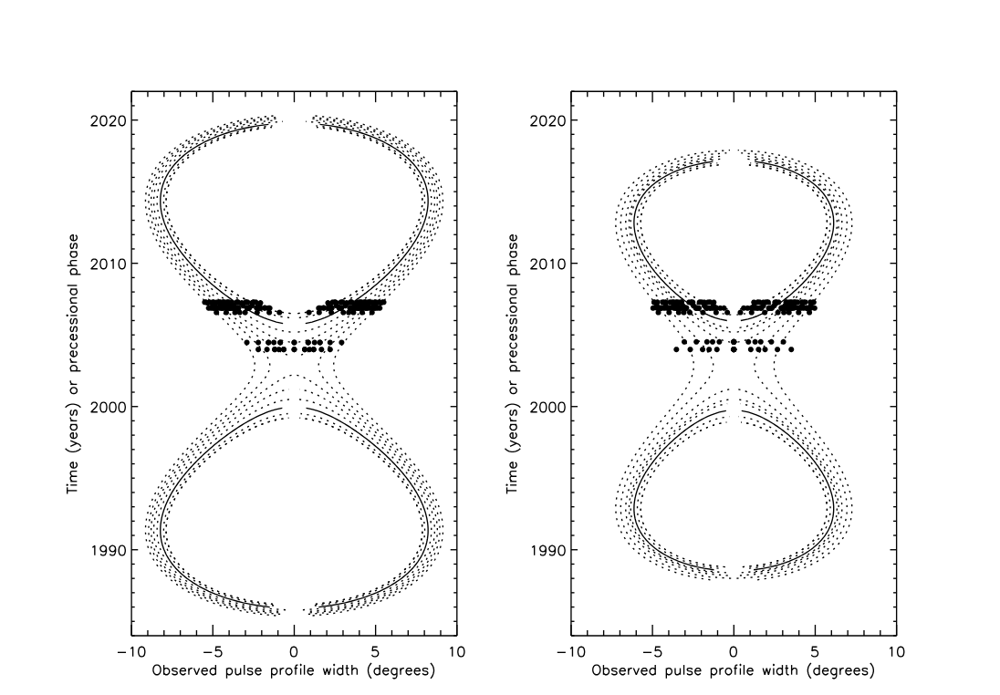 2020
2010
2000
1990
Time (years) or precessional phase
−10 −5 0 5 10
Observed pulse profile width (degrees)
2020
2010
2000
1990
Time (years) or precessional phase
−10 −5 0 5 10
Observed pulse profile width (degrees)